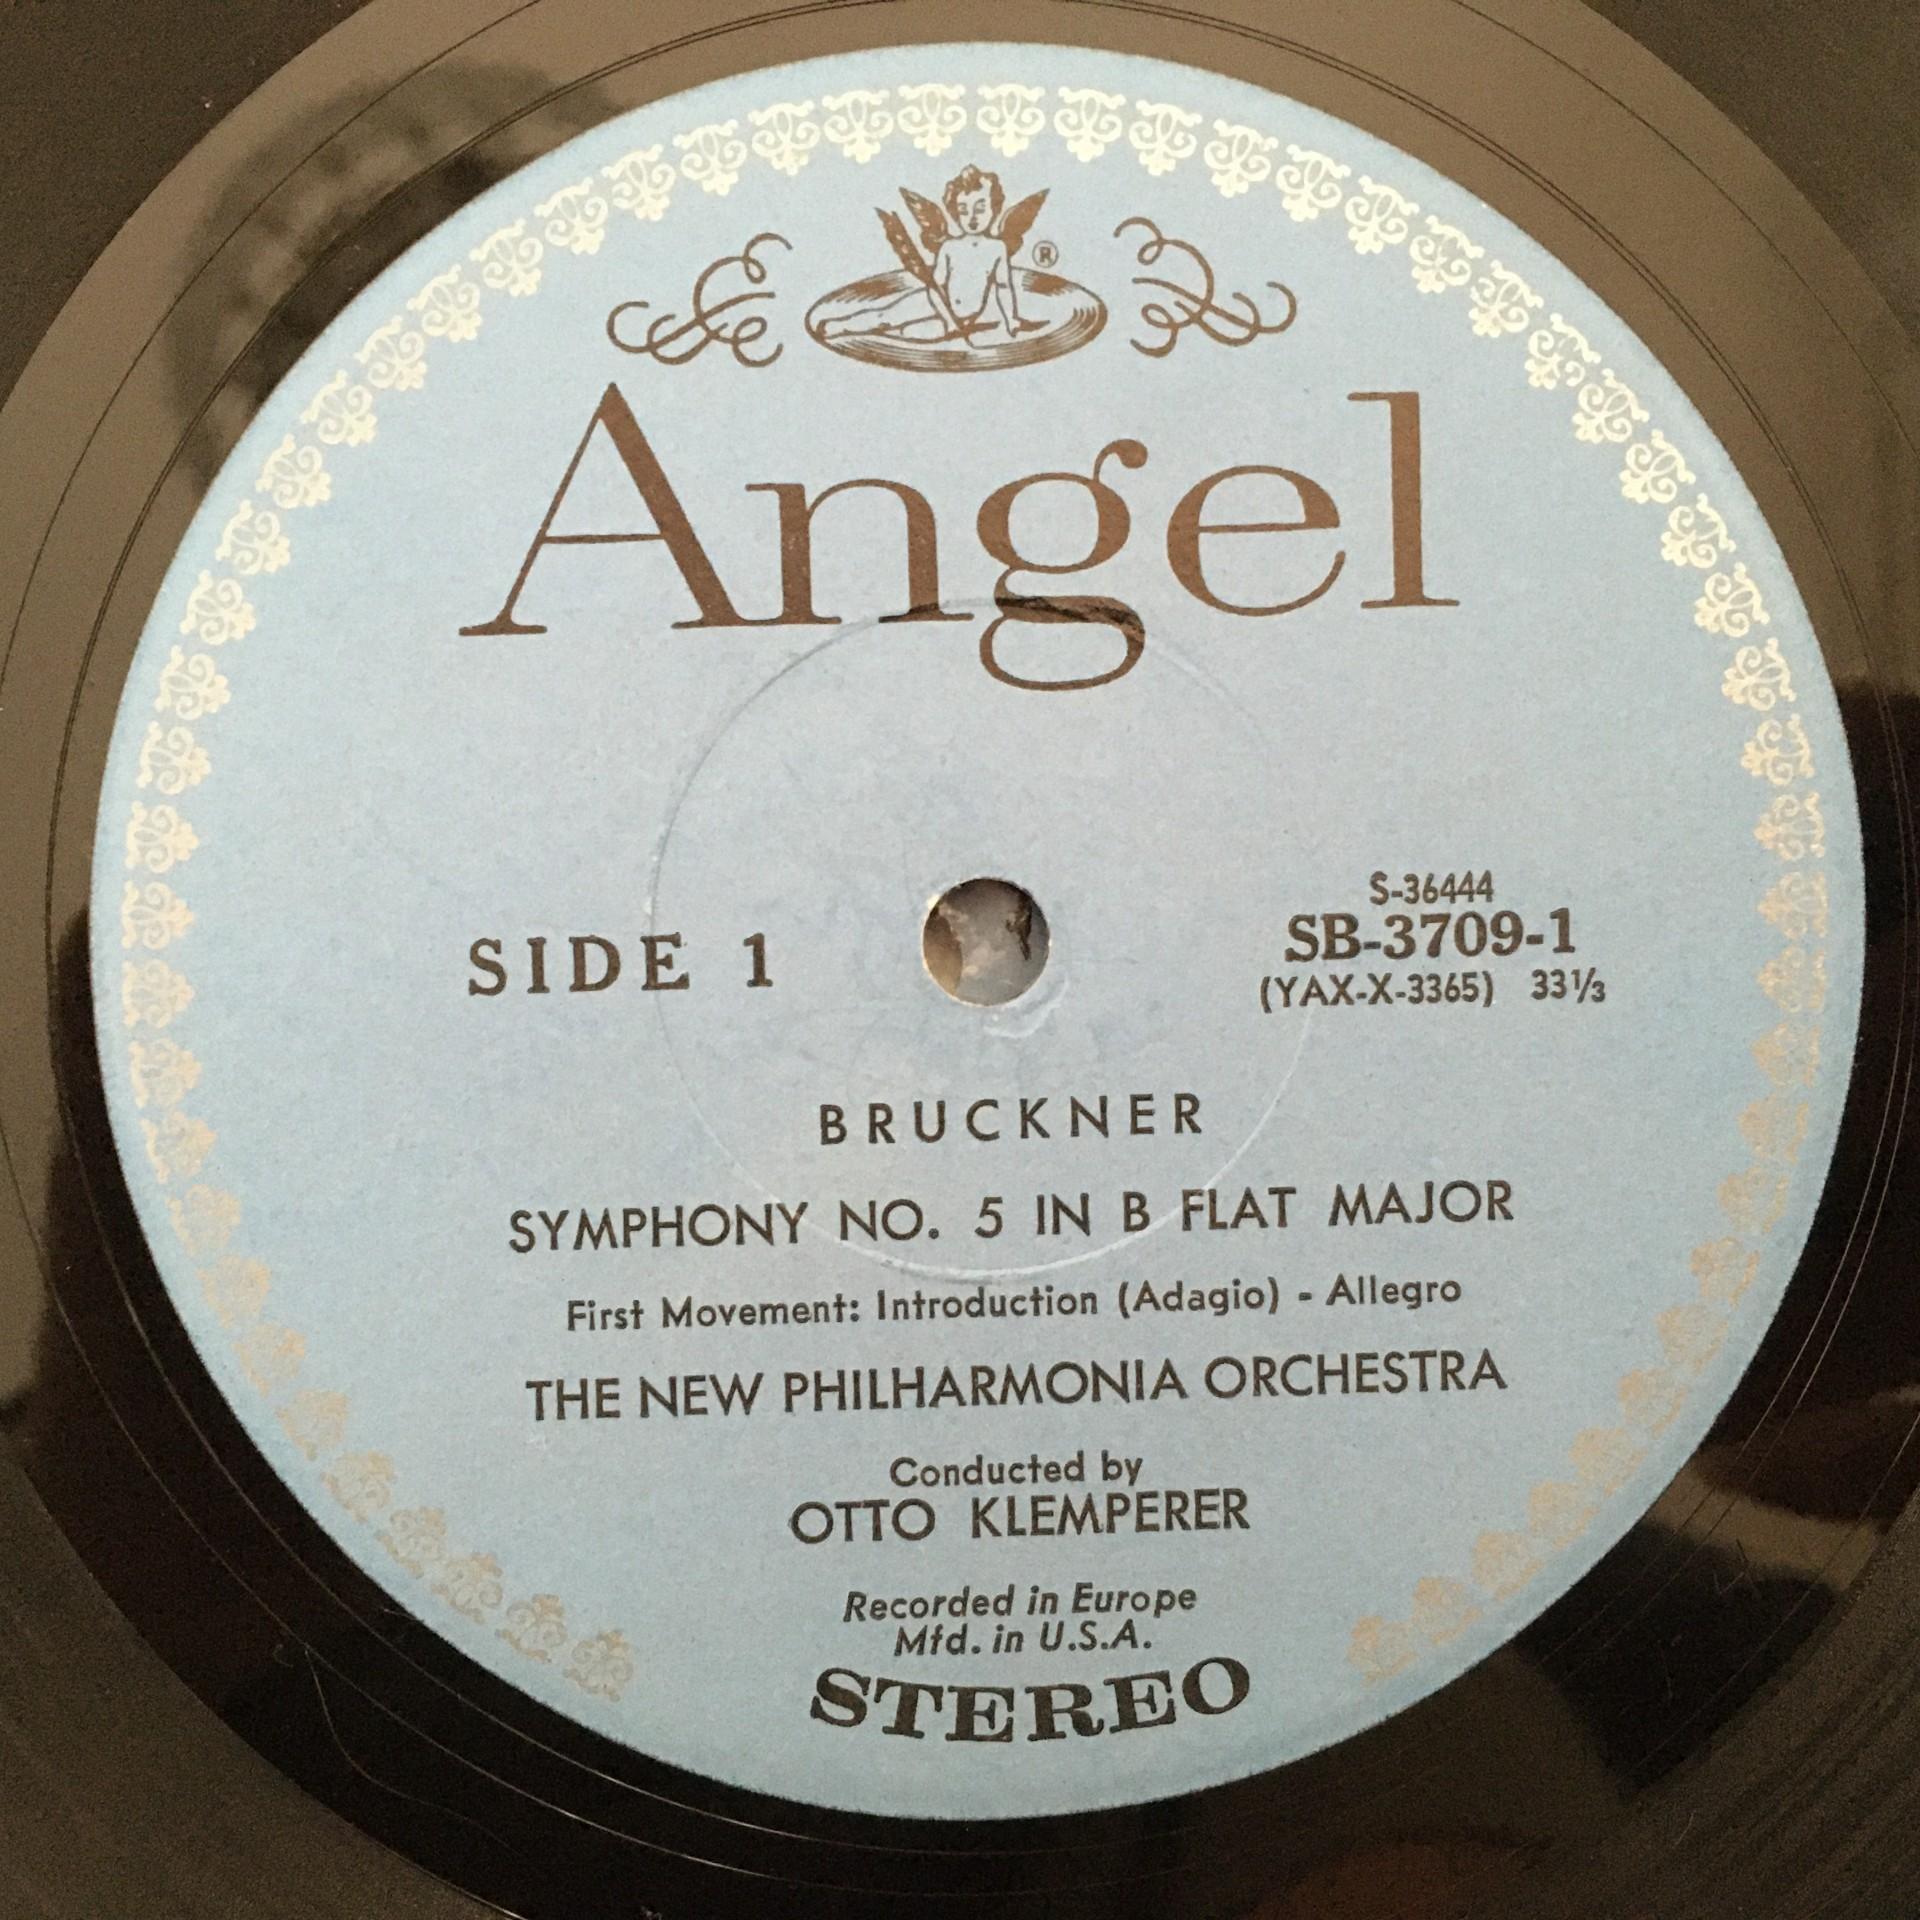 ®
Angel
SIDE 1
S-36444
SB-3709-1
(YAX-X-3365) 33⅓
BRUCKNER
SYMPHONY NO. 5 IN B FLAT MAJOR
First Movement: Introduction (Adagio) - Allegro
THE NEW PHILHARMONIA ORCHESTRA
Conducted by
OTTO KLEMPERER
Recorded in Europe
Mfd. in U.S.A.
STEREO